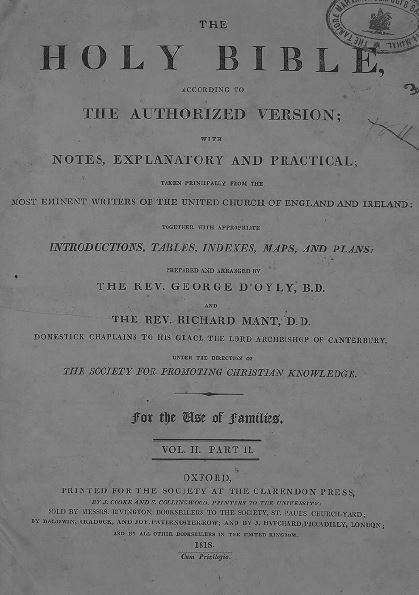 THE
HOLY BIBLE,
ACCORDING TO
THE AUTHORIZED VERSION;
WITH
NOTES, EXPLANATORY AND PRACTICAL;
TAKEN PRINCIPALLY FROM THE
MOST EMINENT WRITERS OF THE UNITED CHURCH OF ENGLAND AND IRELAND;
TOGETHER WITH APPROPRIATE
INTRODUCTIONS, TABLES, INDEXES, MAPS, AND PLANS:
PREPARED AND ARRANGED BY
THE REV. GEORGE D'OYLY, B.D.
AND
THE REV. RICHARD MANT, D.D.
DOMESTICK CHAPLAINS TO HIS GRACE THE LORD ARCHBISHOP OF CANTERBURY.
UNDER THE DIRECTION OF
THE SOCIETY FOR PROMOTING CHRISTIAN KNOWLEDGE.
For the Use of Families.
VOL. II. PART II.
OXFORD,
PRINTED FOR THE SOCIETY AT THE CLARENDON PRESS,
BY J. COOKE AND S. COLLINGWOOD, PRINTERS TO THE UNIVERSITY:
SOLD BY MESSRS. RIVINGTON, BOOKSELLERS TO THE SOCIETY, ST. PAUL'S CHURCH-YARD;
BY BALDWIN, CRADOCK, AND JOY, PATERNOSTER-ROW; AND BY J. HATCHARD, PICCADILLY, LONDON;
AND BY ALL OTHER BOOKSELLERS IN THE UNITED KINGDOM.
1818.
Cum Privilegio.
THE TANJORE MAHARAJA
MAHAL